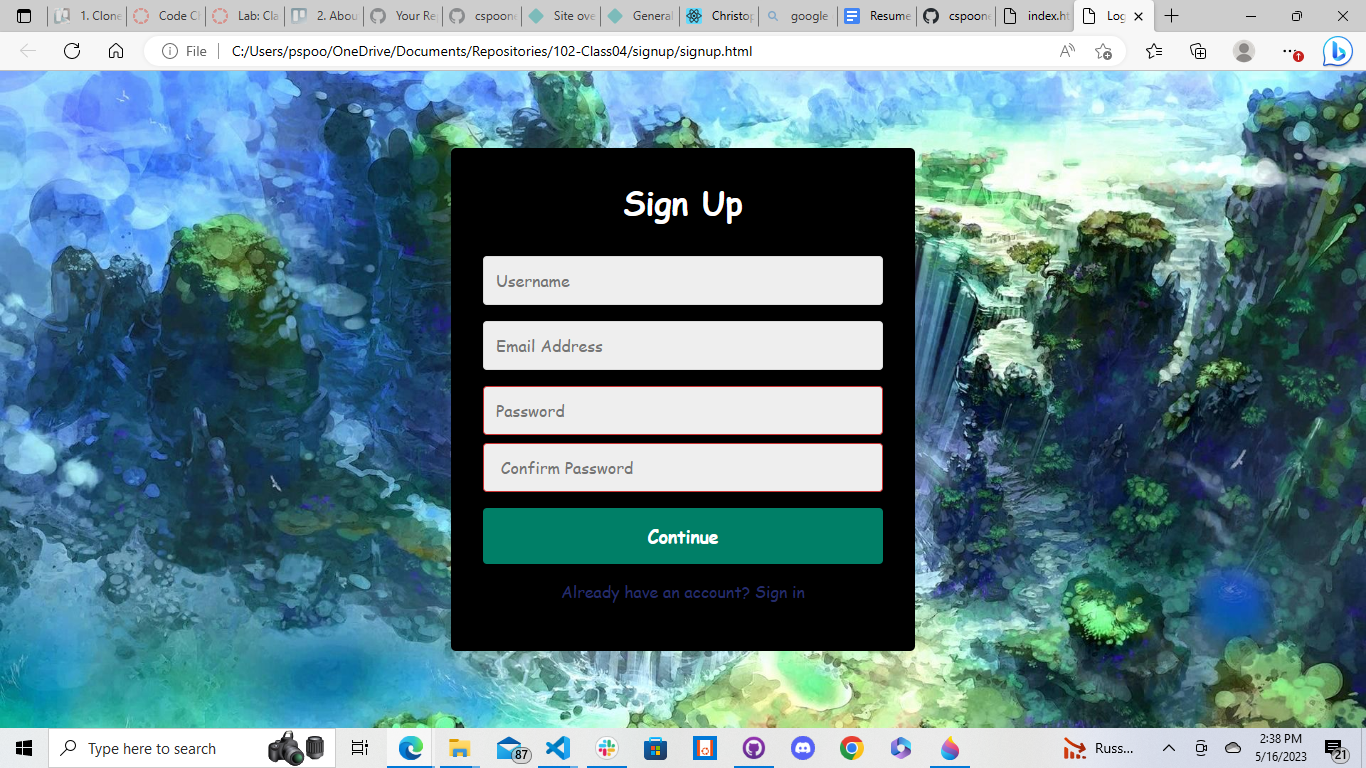 1. Clone
Code Ch
Lab: Cla
2. Abou
Your Re
cspoone
Site ove
General
Christop
google
Resume
cspoone
index.ht
Log
File
C:/Users/pspoo/OneDrive/Documents/Repositories/102-Class04/signup/signup.html
Sign Up
Username
Email Address
Password
Confirm Password
Continue
Already have an account? Sign in
Type here to search
87
Russ...
2:38 PM
5/16/2023
21